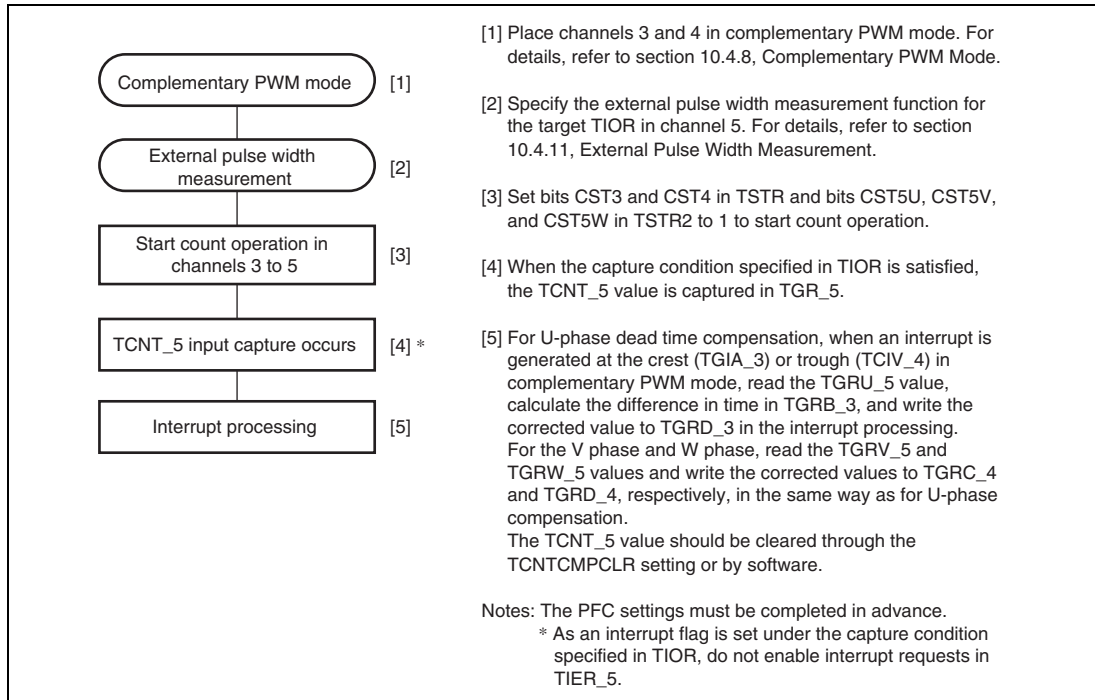 Complementary PWM mode [1]
External pulse width
measurement [2]
Start count operation in
channels 3 to 5 [3]
TCNT_5 input capture occurs [4] *
Interrupt processing [5]
[1] Place channels 3 and 4 in complementary PWM mode. For
details, refer to section 10.4.8, Complementary PWM Mode.
[2] Specify the external pulse width measurement function for
the target TIOR in channel 5. For details, refer to section
10.4.11, External Pulse Width Measurement.
[3] Set bits CST3 and CST4 in TSTR and bits CST5U, CST5V,
and CST5W in TSTR2 to 1 to start count operation.
[4] When the capture condition specified in TIOR is satisfied,
the TCNT_5 value is captured in TGR_5.
[5] For U-phase dead time compensation, when an interrupt is
generated at the crest (TGIA_3) or trough (TCIV_4) in
complementary PWM mode, read the TGRU_5 value,
calculate the difference in time in TGRB_3, and write the
corrected value to TGRD_3 in the interrupt processing.
For the V phase and W phase, read the TGRV_5 and
TGRW_5 values and write the corrected values to TGRC_4
and TGRD_4, respectively, in the same way as for U-phase
compensation.
The TCNT_5 value should be cleared through the
TCNTCMPCLR setting or by software.
Notes: The PFC settings must be completed in advance.
* As an interrupt flag is set under the capture condition
specified in TIOR, do not enable interrupt requests in
TIER_5.